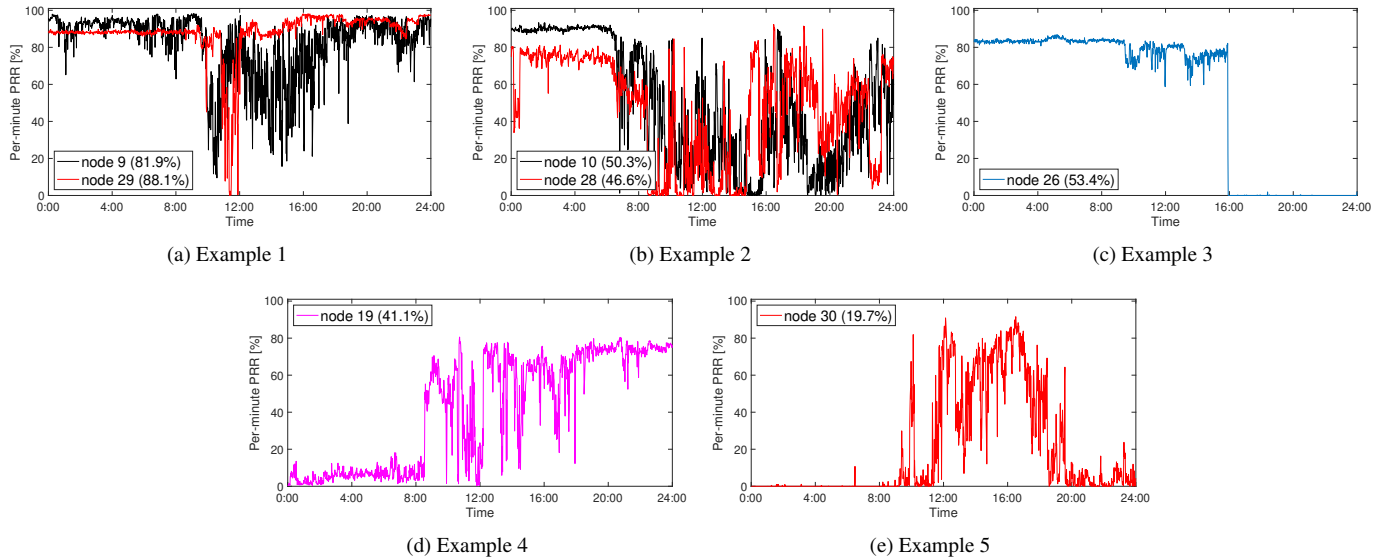 Per-minute PRR [%]
100
80
60
40
20
0
node 9 (81.9%)
node 29 (88.1%)
0:00 4:00 8:00 12:00 16:00 20:00 24:00
Time
(a) Example 1
Per-minute PRR [%]
100
80
60
40
20
0
node 10 (50.3%)
node 28 (46.6%)
0:00 4:00 8:00 12:00 16:00 20:00 24:00
Time
(b) Example 2
Per-minute PRR [%]
100
80
60
40
20
0
node 26 (53.4%)
0:00 4:00 8:00 12:00 16:00 20:00 24:00
Time
(c) Example 3
Per-minute PRR [%]
100
80
60
40
20
0
node 19 (41.1%)
0:00 4:00 8:00 12:00 16:00 20:00 24:00
Time
(d) Example 4
Per-minute PRR [%]
100
80
60
40
20
0
node 30 (19.7%)
0:00 4:00 8:00 12:00 16:00 20:00 24:00
Time
(e) Example 5